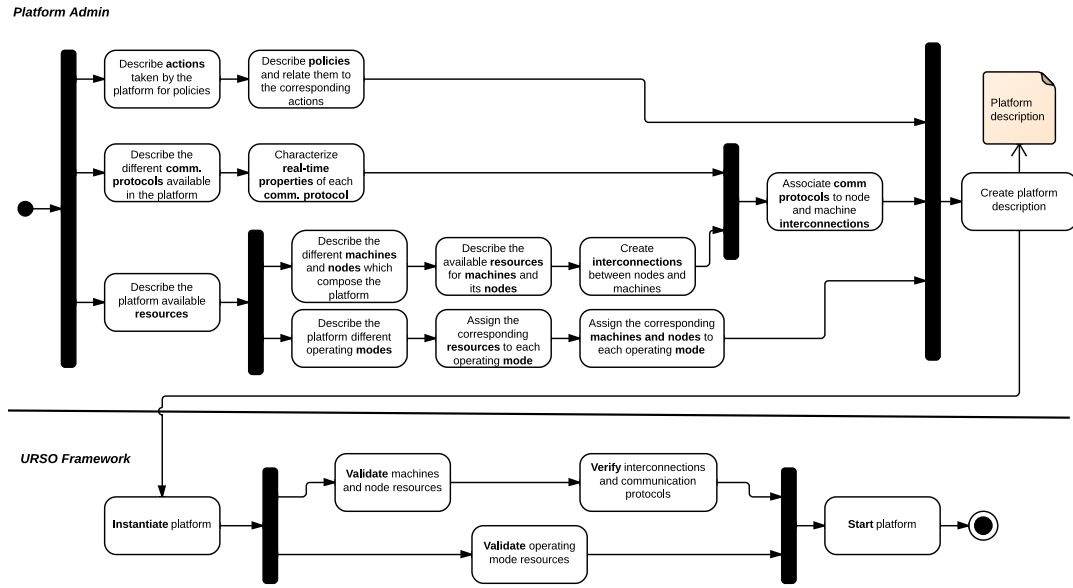 Platform Admin
Describe actions
taken by the
platform for policies
Describe policies
and relate them to
the corresponding
actions
Platform
description
Describe the
different comm.
protocols available
in the platform
Characterize
real-time
properties of each
comm. protocol
Associate comm
protocols to node
and machine
interconnections
Create platform
description
Describe the
platform available
resources
Describe the
different machines
and nodes which
compose the
platform
Describe the
available resources
for machines and
its nodes
Create
interconnections
between nodes and
machines
Describe the
platform different
operating modes
Assign the
corresponding
resources to each
operating mode
Assign the corresponding
machines and nodes to
each operating mode
URSO Framework
Instantiate platform
Validate machines
and node resources
Verify interconnections
and communication
protocols
Validate operating
mode resources
Start platform